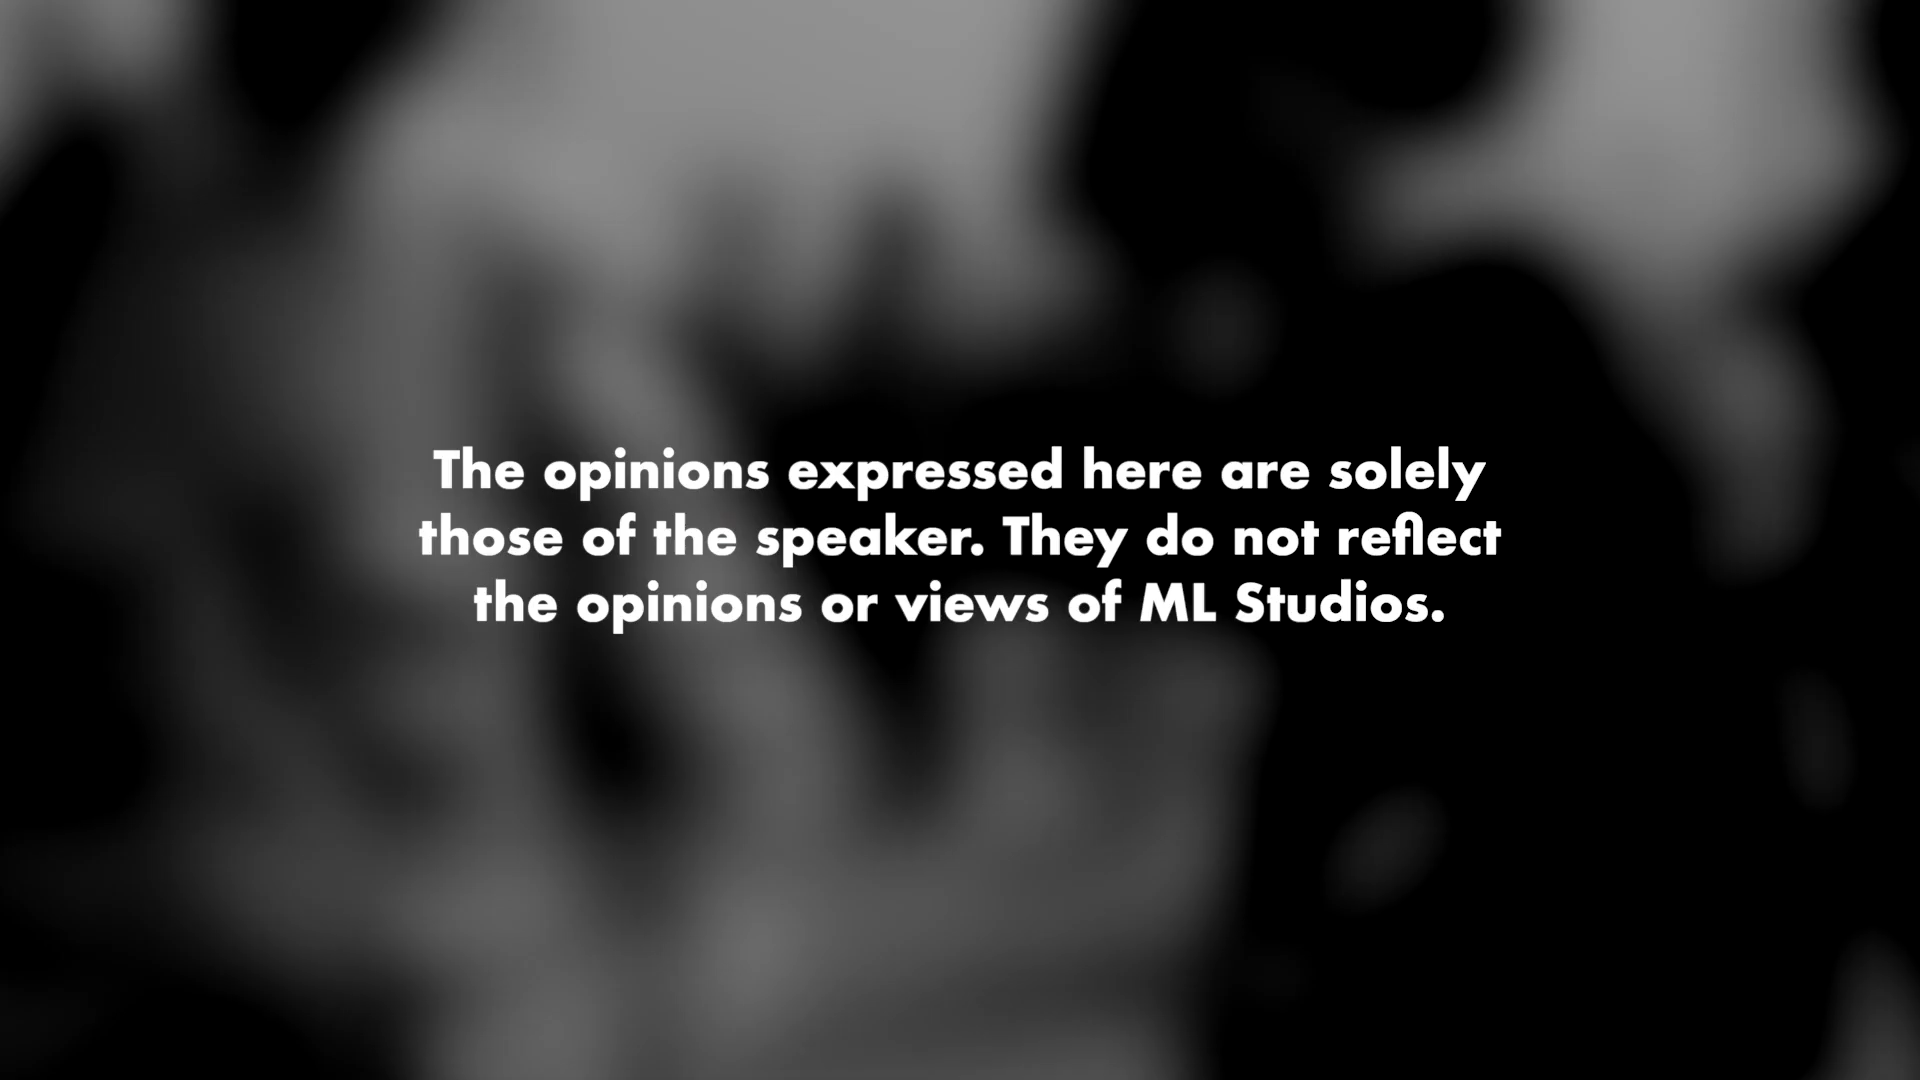 The opinions expressed here are solely
those of the speaker. They do not reflect
the opinions or views of ML Studios.